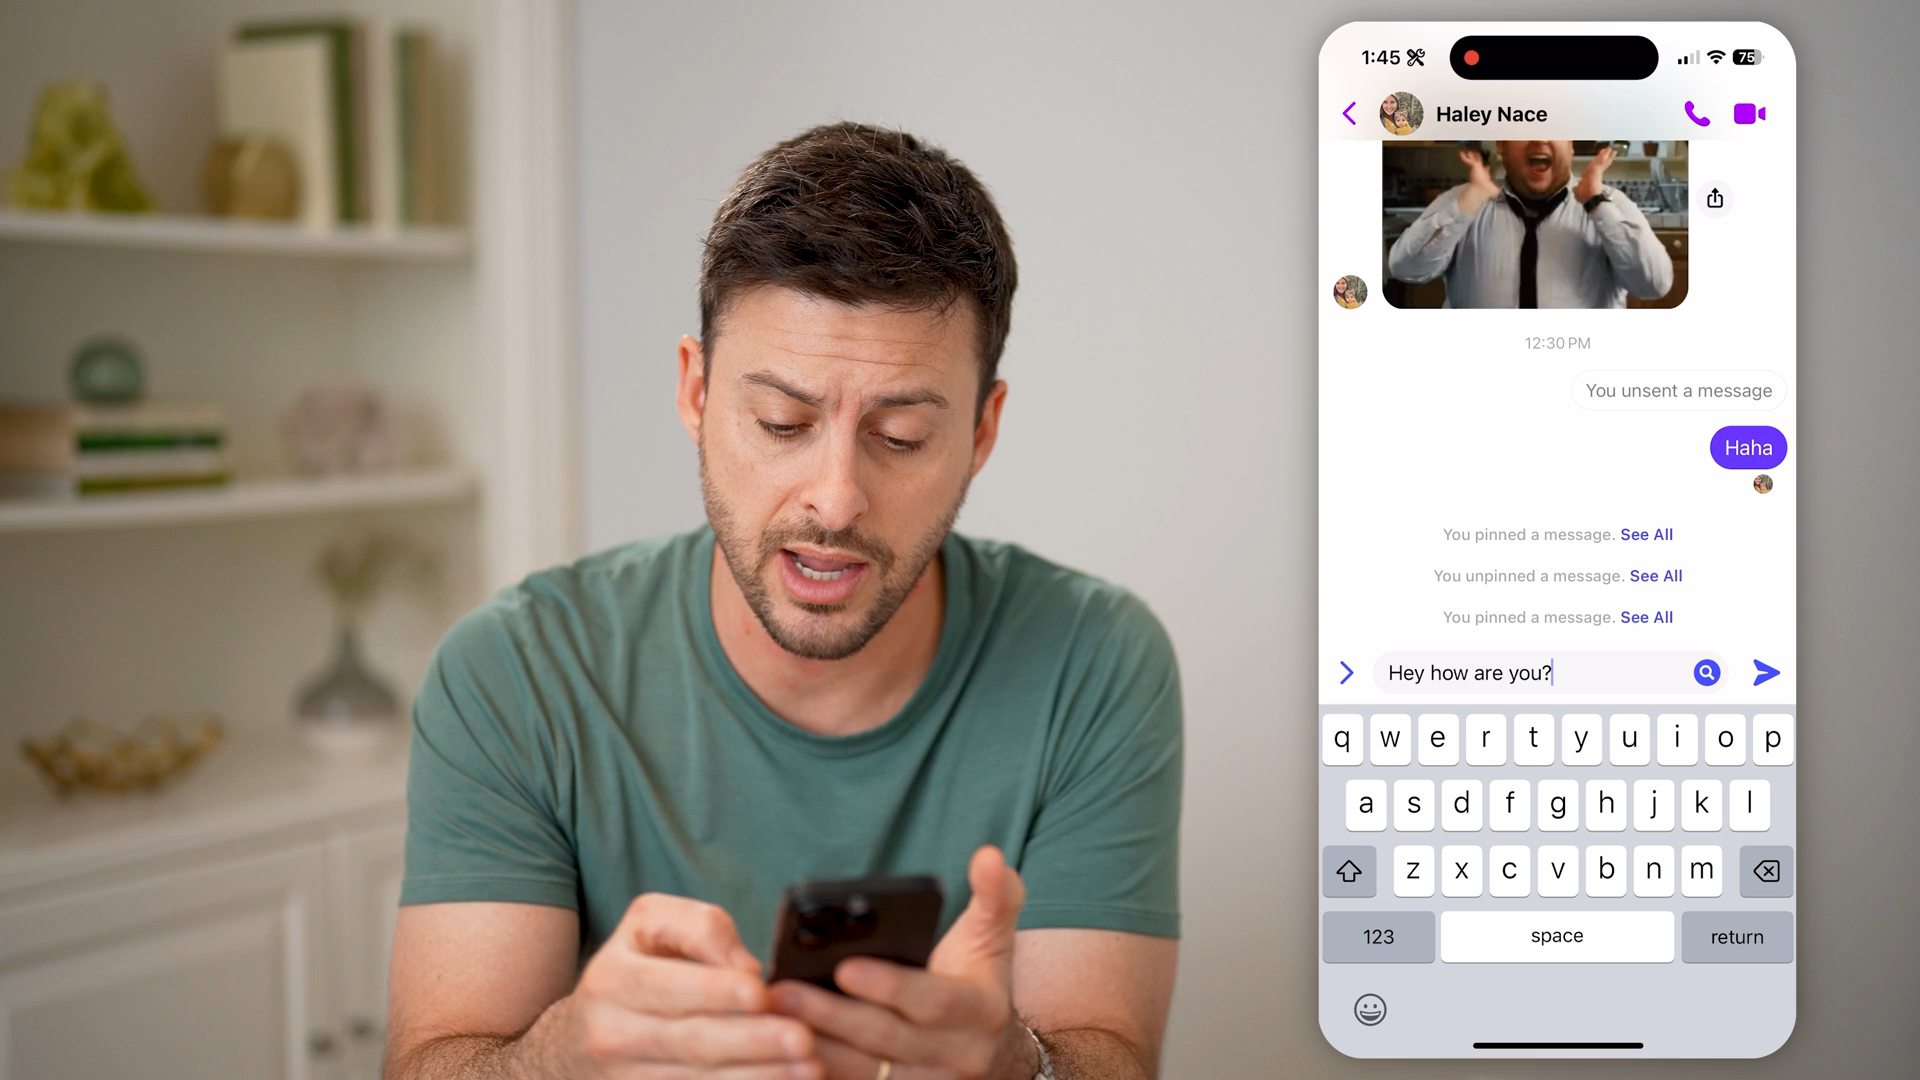 1:45
75
Haley Nace
12:30 PM
You unsent a message
Haha
You pinned a message. See All
You unpinned a message. See All
You pinned a message. See All
Hey how are you?
q w e r t y u i o p
a s d f g h j k l
z x c v b n m
123 space return